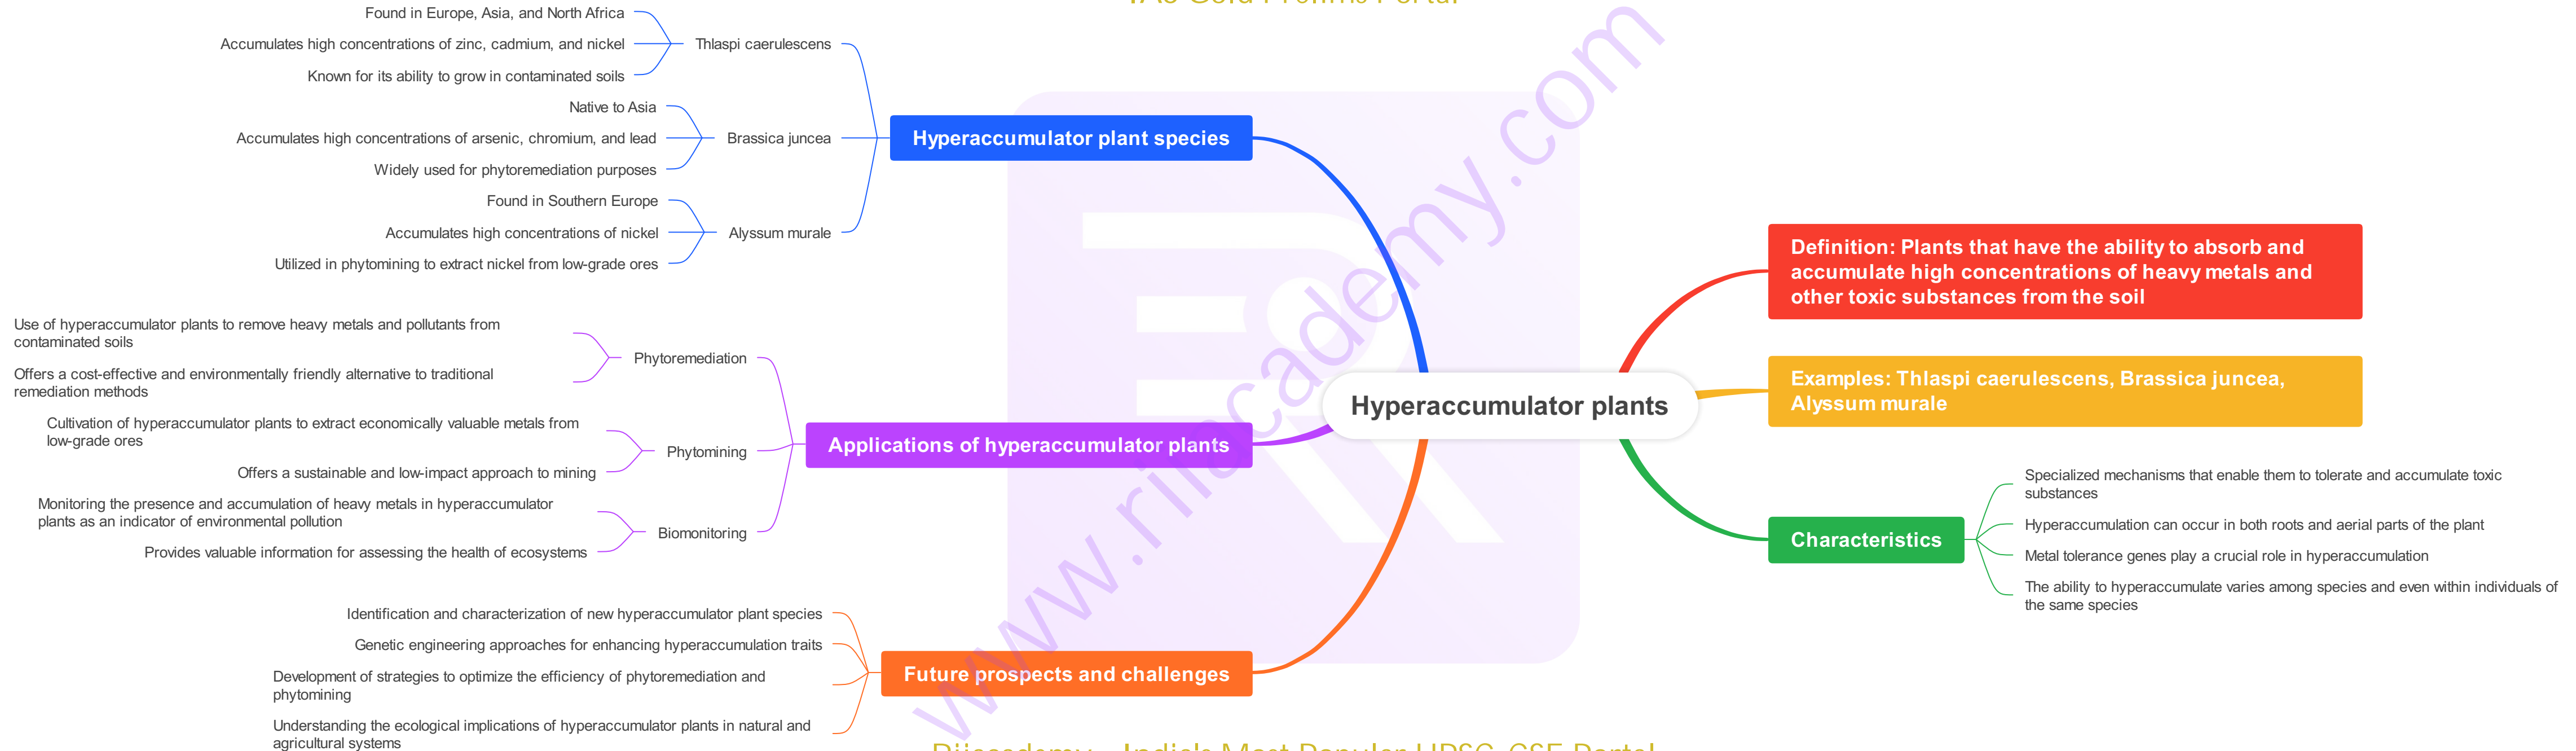 IAS Gold Prelims Portal
Hyperaccumulator plants
Definition: Plants that have the ability to absorb and
accumulate high concentrations of heavy metals and
other toxic substances from the soil
Examples: Thlaspi caerulescens, Brassica juncea,
Alyssum murale
Characteristics
Specialized mechanisms that enable them to tolerate and accumulate toxic
substances
Hyperaccumulation can occur in both roots and aerial parts of the plant
Metal tolerance genes play a crucial role in hyperaccumulation
The ability to hyperaccumulate varies among species and even within individuals of
the same species
Hyperaccumulator plant species
Thlaspi caerulescens
Found in Europe, Asia, and North Africa
Accumulates high concentrations of zinc, cadmium, and nickel
Known for its ability to grow in contaminated soils
Brassica juncea
Native to Asia
Accumulates high concentrations of arsenic, chromium, and lead
Widely used for phytoremediation purposes
Alyssum murale
Found in Southern Europe
Accumulates high concentrations of nickel
Utilized in phytomining to extract nickel from low-grade ores
Applications of hyperaccumulator plants
Phytoremediation
Use of hyperaccumulator plants to remove heavy metals and pollutants from
contaminated soils
Offers a cost-effective and environmentally friendly alternative to traditional
remediation methods
Phytomining
Cultivation of hyperaccumulator plants to extract economically valuable metals from
low-grade ores
Offers a sustainable and low-impact approach to mining
Biomonitoring
Monitoring the presence and accumulation of heavy metals in hyperaccumulator
plants as an indicator of environmental pollution
Provides valuable information for assessing the health of ecosystems
Future prospects and challenges
Identification and characterization of new hyperaccumulator plant species
Genetic engineering approaches for enhancing hyperaccumulation traits
Development of strategies to optimize the efficiency of phytoremediation and
phytomining
Understanding the ecological implications of hyperaccumulator plants in natural and
agricultural systems
www.riiacademy.com
India's Most Popular UPSC-CSE Portal